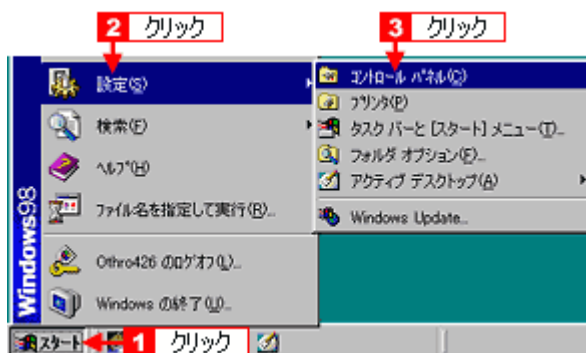 2 クリック
3 クリック
設定(S)
検索(F)
ヘルプ(H)
ファイル名を指定して実行(R)...
Othro426 のログオフ(L)...
Windows の終了(U)...
Windows98
コントロール パネル(C)
プリンタ(P)
タスク バーと [スタート] メニュー(T)...
フォルダ オプション(F)...
アクティブ デスクトップ(A)
Windows Update...
スタート
1 クリック